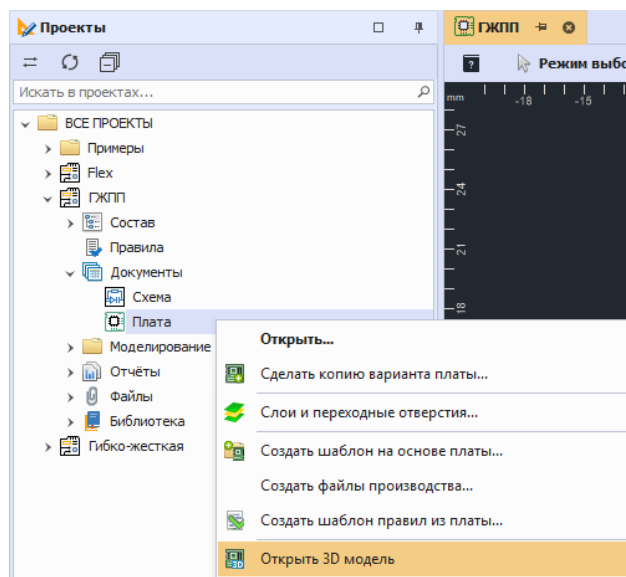 Проекты
ГЖПП
Режим выбо
Искать в проектах...
mm
-18
-15
ВСЕ ПРОЕКТЫ
27
Примеры
Flex
24
ГЖПП
Состав
Правила
21
Документы
Схема
18
Плата
Открыть...
Моделирование
Сделать копию варианта платы...
Отчёты
Файлы
Слои и переходные отверстия...
Библиотека
Гибко-жесткая
Создать шаблон на основе платы...
Создать файлы производства...
Создать шаблон правил из платы...
Открыть 3D модель